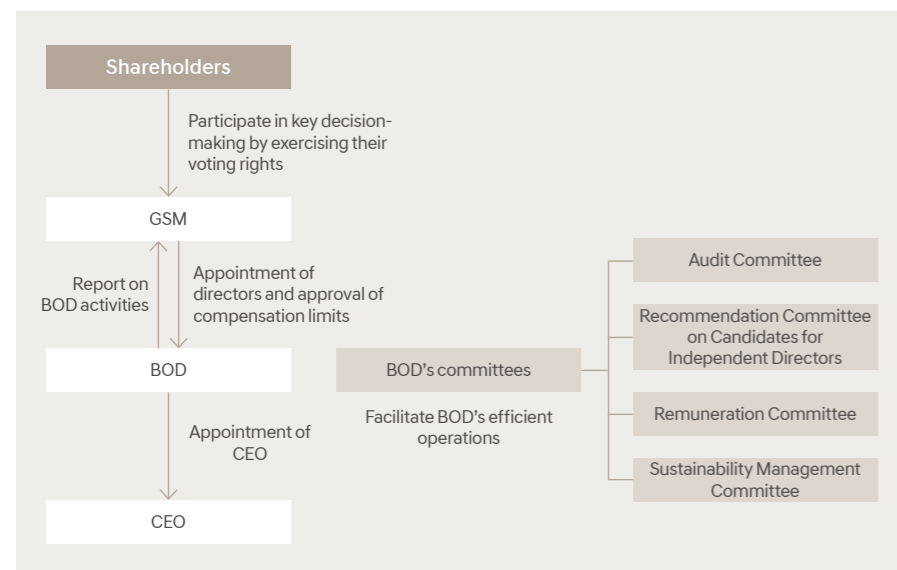 Shareholders
Participate in key decision-
making by exercising their
voting rights
GSM
Report on
BOD activities
Appointment of
directors and approval of
compensation limits
BOD
Appointment of
CEO
CEO
BOD's committees
Facilitate BOD's efficient
operations
Audit Committee
Recommendation Committee
on Candidates for
Independent Directors
Remuneration Committee
Sustainability Management
Committee